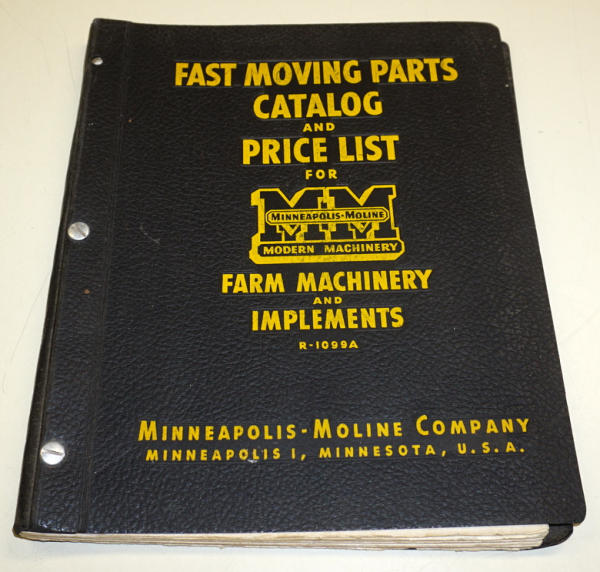 FAST MOVING PARTS
CATALOG
AND
PRICE LIST
FOR
MM
MINNEAPOLIS-MOLINE
MODERN MACHINERY
FARM MACHINERY
AND
IMPLEMENTS
R-1099A
MINNEAPOLIS-MOLINE COMPANY
MINNEAPOLIS 1, MINNESOTA, U.S.A.